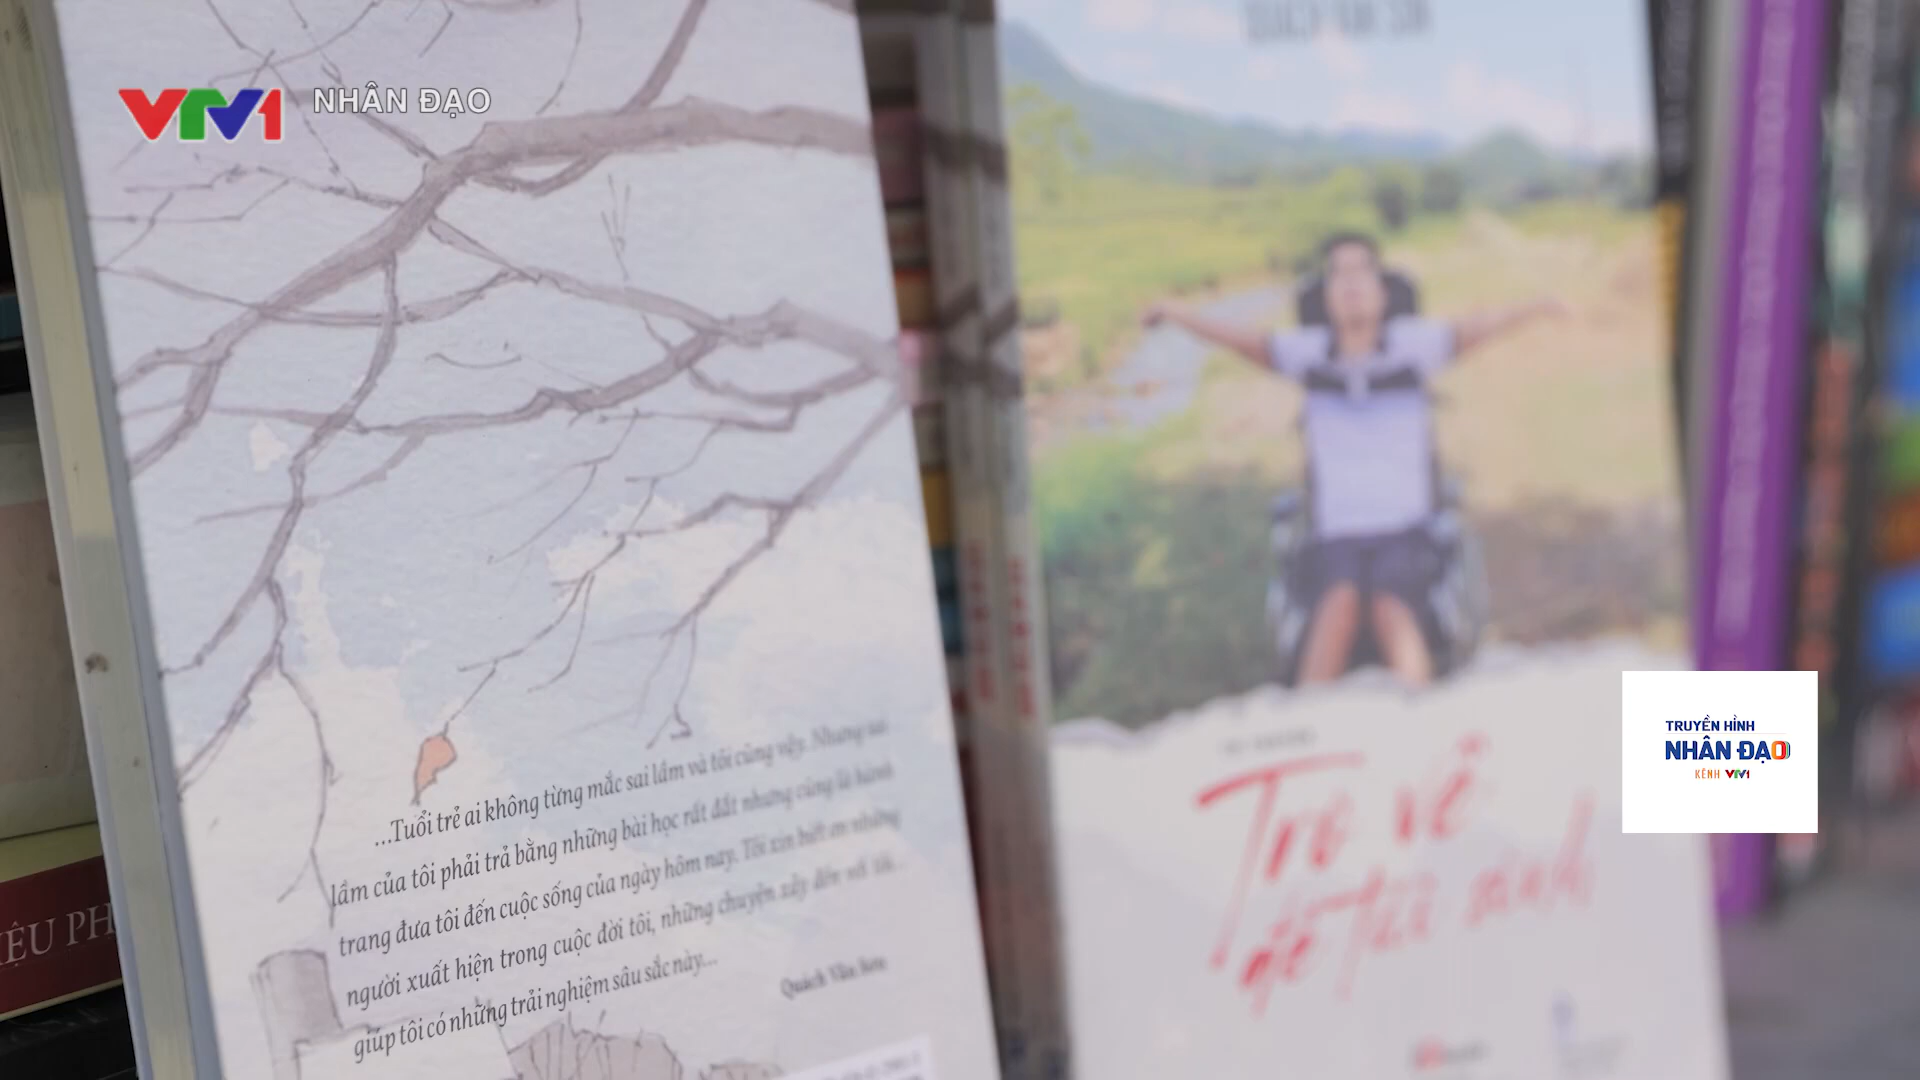 VTV1 NHÂN ĐẠO
...Tuổi trẻ ai không từng mắc sai lầm và tôi cũng vậy. Nhưng sai
lầm của tôi phải trả bằng những bài học rất đắt nhưng cũng là hành
trang đưa tôi đến cuộc sống của ngày hôm nay. Tôi xin biết ơn những
người xuất hiện trong cuộc đời tôi, những chuyện xảy đến với tôi
giúp tôi có những trải nghiệm sâu sắc này...
Quách Văn Sơn
Trở về
để tái sinh
TRUYỀN HÌNH
NHÂN ĐẠO
KÊNH VTV1